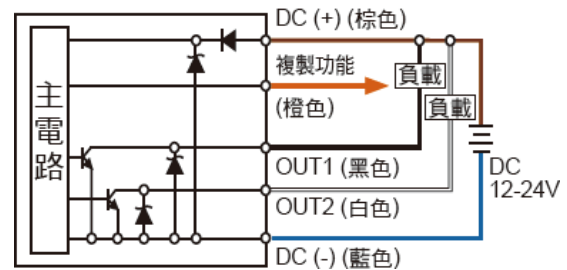 DC (+) (棕色)
複製功能
(橙色)
負載
負載
主電路
OUT1 (黑色)
DC
12-24V
OUT2 (白色)
DC (-) (藍色)